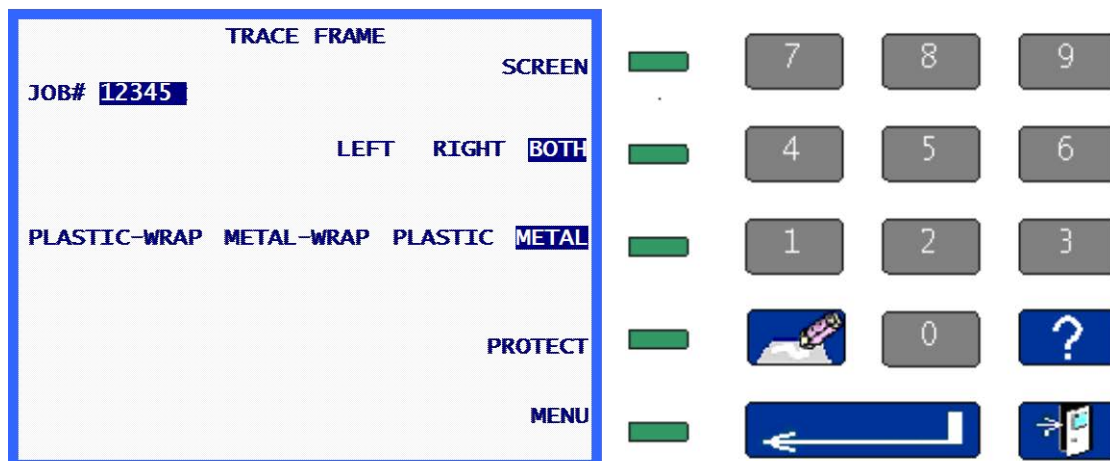 TRACE FRAME
SCREEN
JOB# 12345
LEFT RIGHT BOTH
PLASTIC-WRAP METAL-WRAP PLASTIC METAL
PROTECT
MENU
7 8 9
4 5 6
1 2 3
0 ?